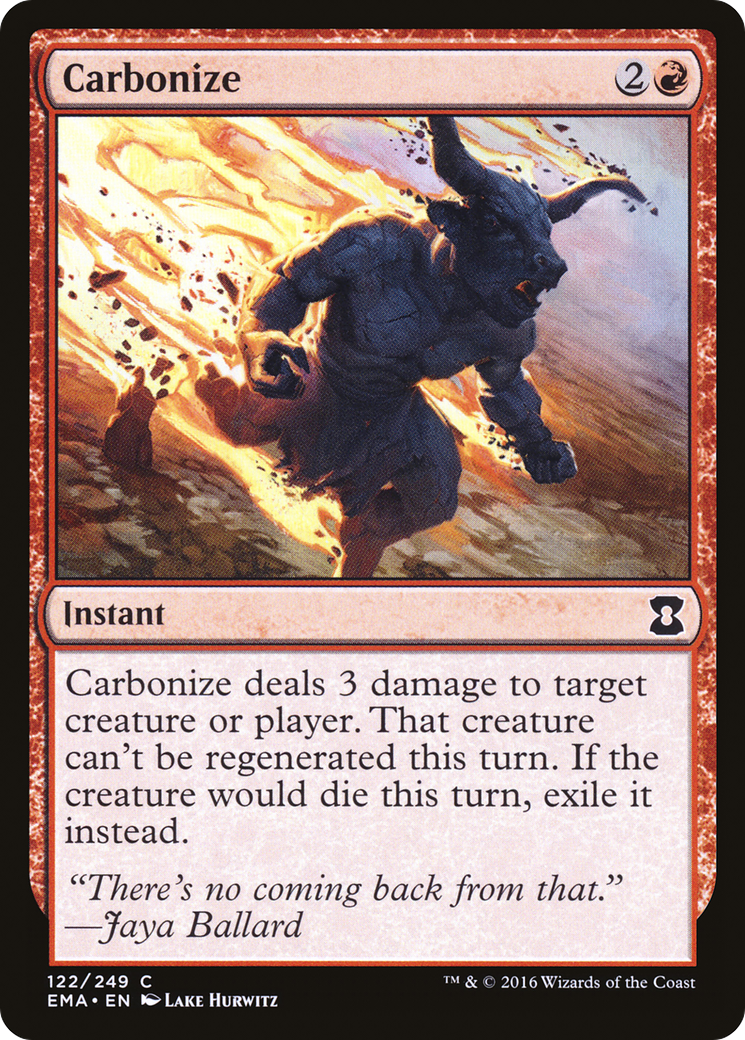 Carbonize 2
Instant
Carbonize deals 3 damage to target
creature or player. That creature
can't be regenerated this turn. If the
creature would die this turn, exile it
instead.
“There's no coming back from that.”
—Jaya Ballard
122/249 C
™ & © 2016 Wizards of the Coast
EMA • EN Lake Hurwitz